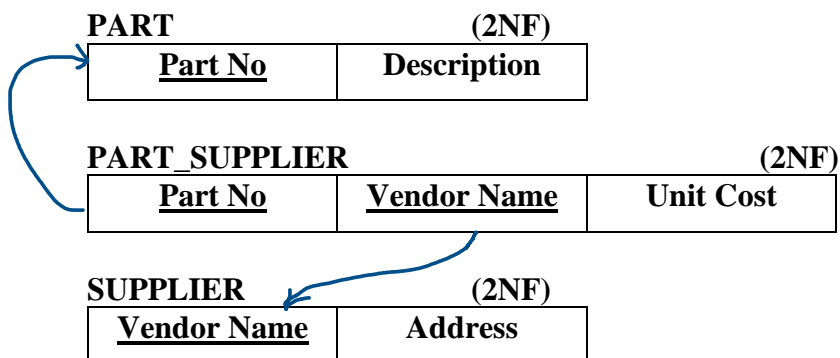 PART (2NF)
Part No Description
PART_SUPPLIER (2NF)
Part No Vendor Name Unit Cost
SUPPLIER (2NF)
Vendor Name Address